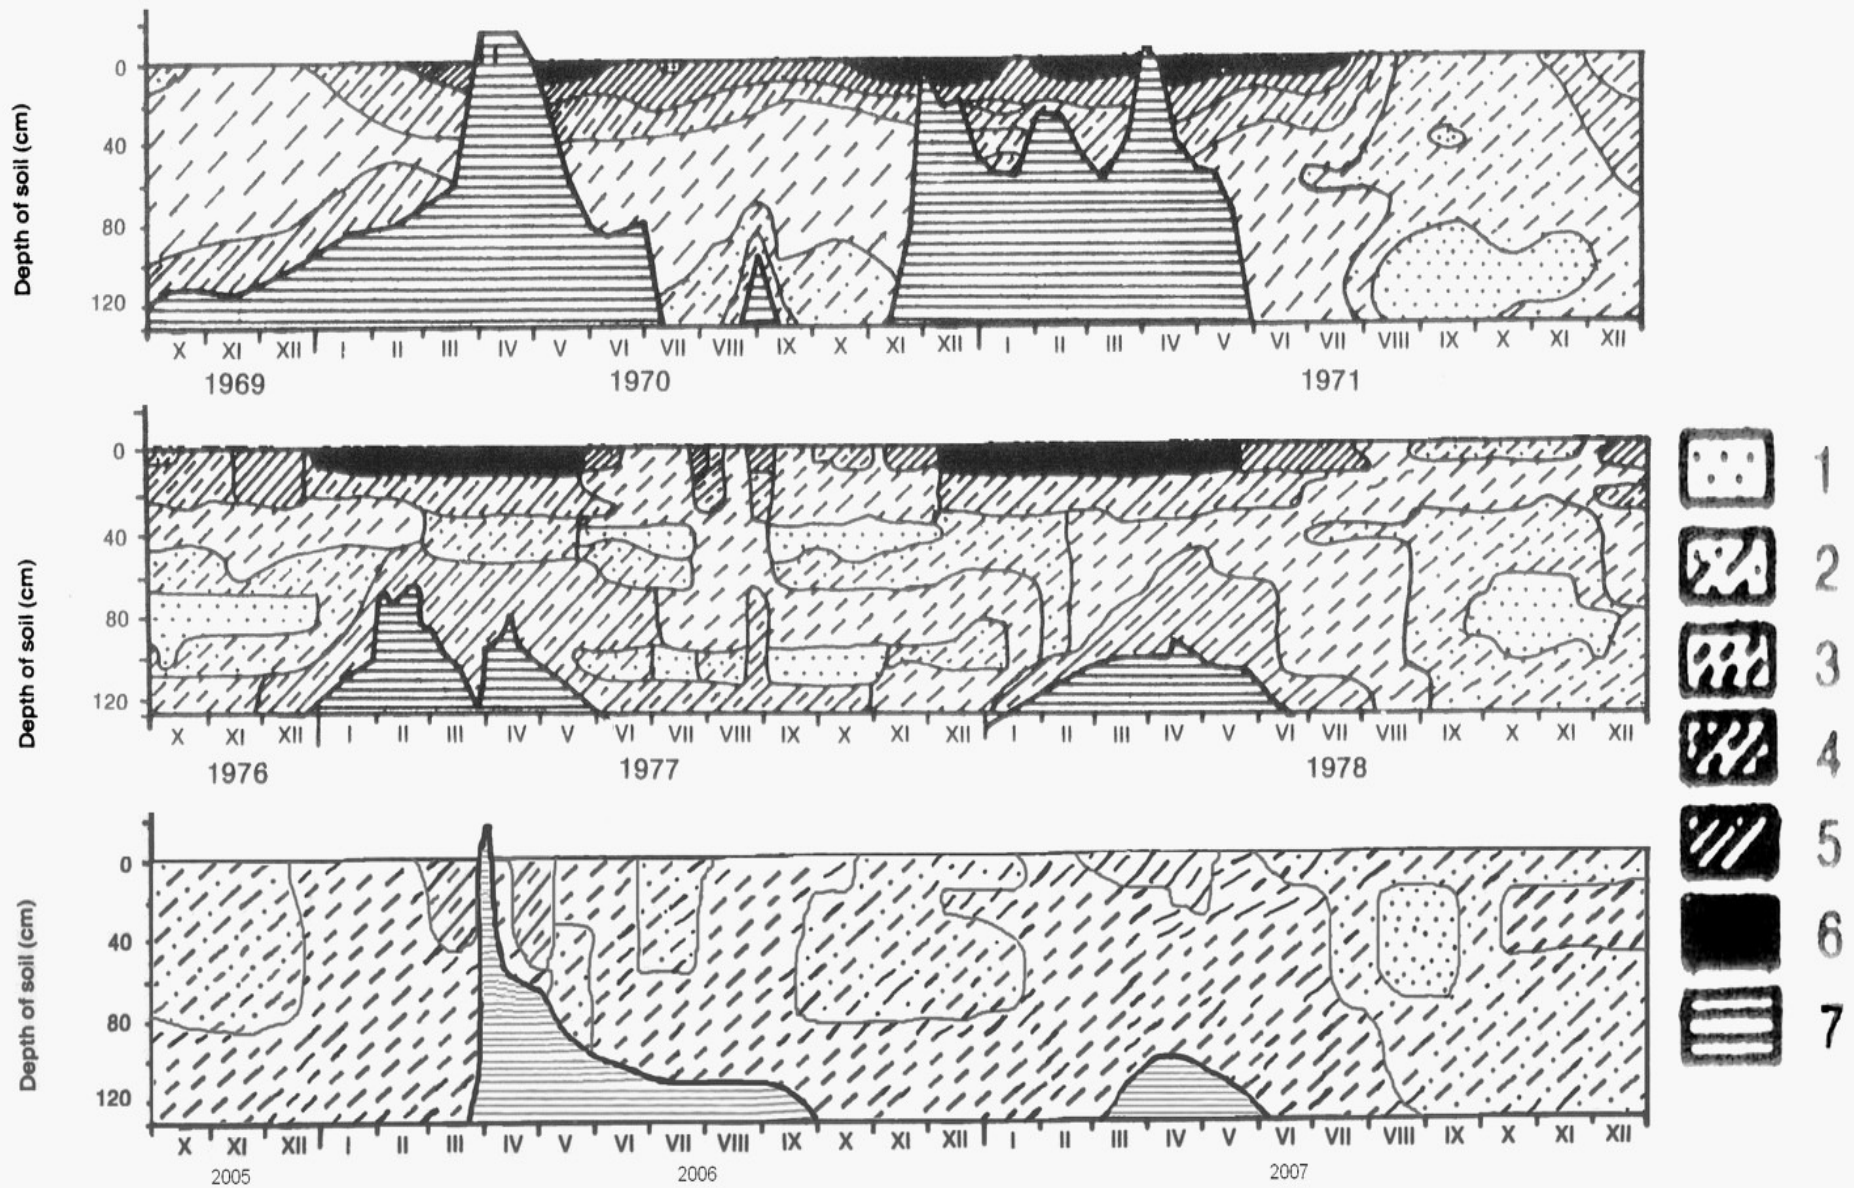 Depth of soil (cm)
0
40
80
120
X XI XII I II III IV V VI VII VIII IX X XI XII I II III IV V VI VII VIII IX X XI XII
1969 1970 1971
Depth of soil (cm)
0
40
80
120
X XI XII I II III IV V VI VII VIII IX X XI XII I II III IV V VI VII VIII IX X XI XII
1976 1977 1978
Depth of soil (cm)
0
40
80
120
X XI XII I II III IV V VI VII VIII IX X XI XII I II III IV V VI VII VIII IX X XI XII
2005 2006 2007
1
2
3
4
5
6
7